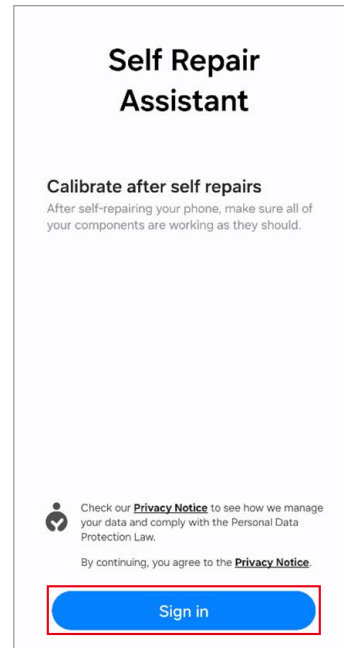 Self Repair
Assistant
Calibrate after self repairs
After self-repairing your phone, make sure all of
your components are working as they should.
Check our Privacy Notice to see how we manage
your data and comply with the Personal Data
Protection Law.
By continuing, you agree to the Privacy Notice.
Sign in